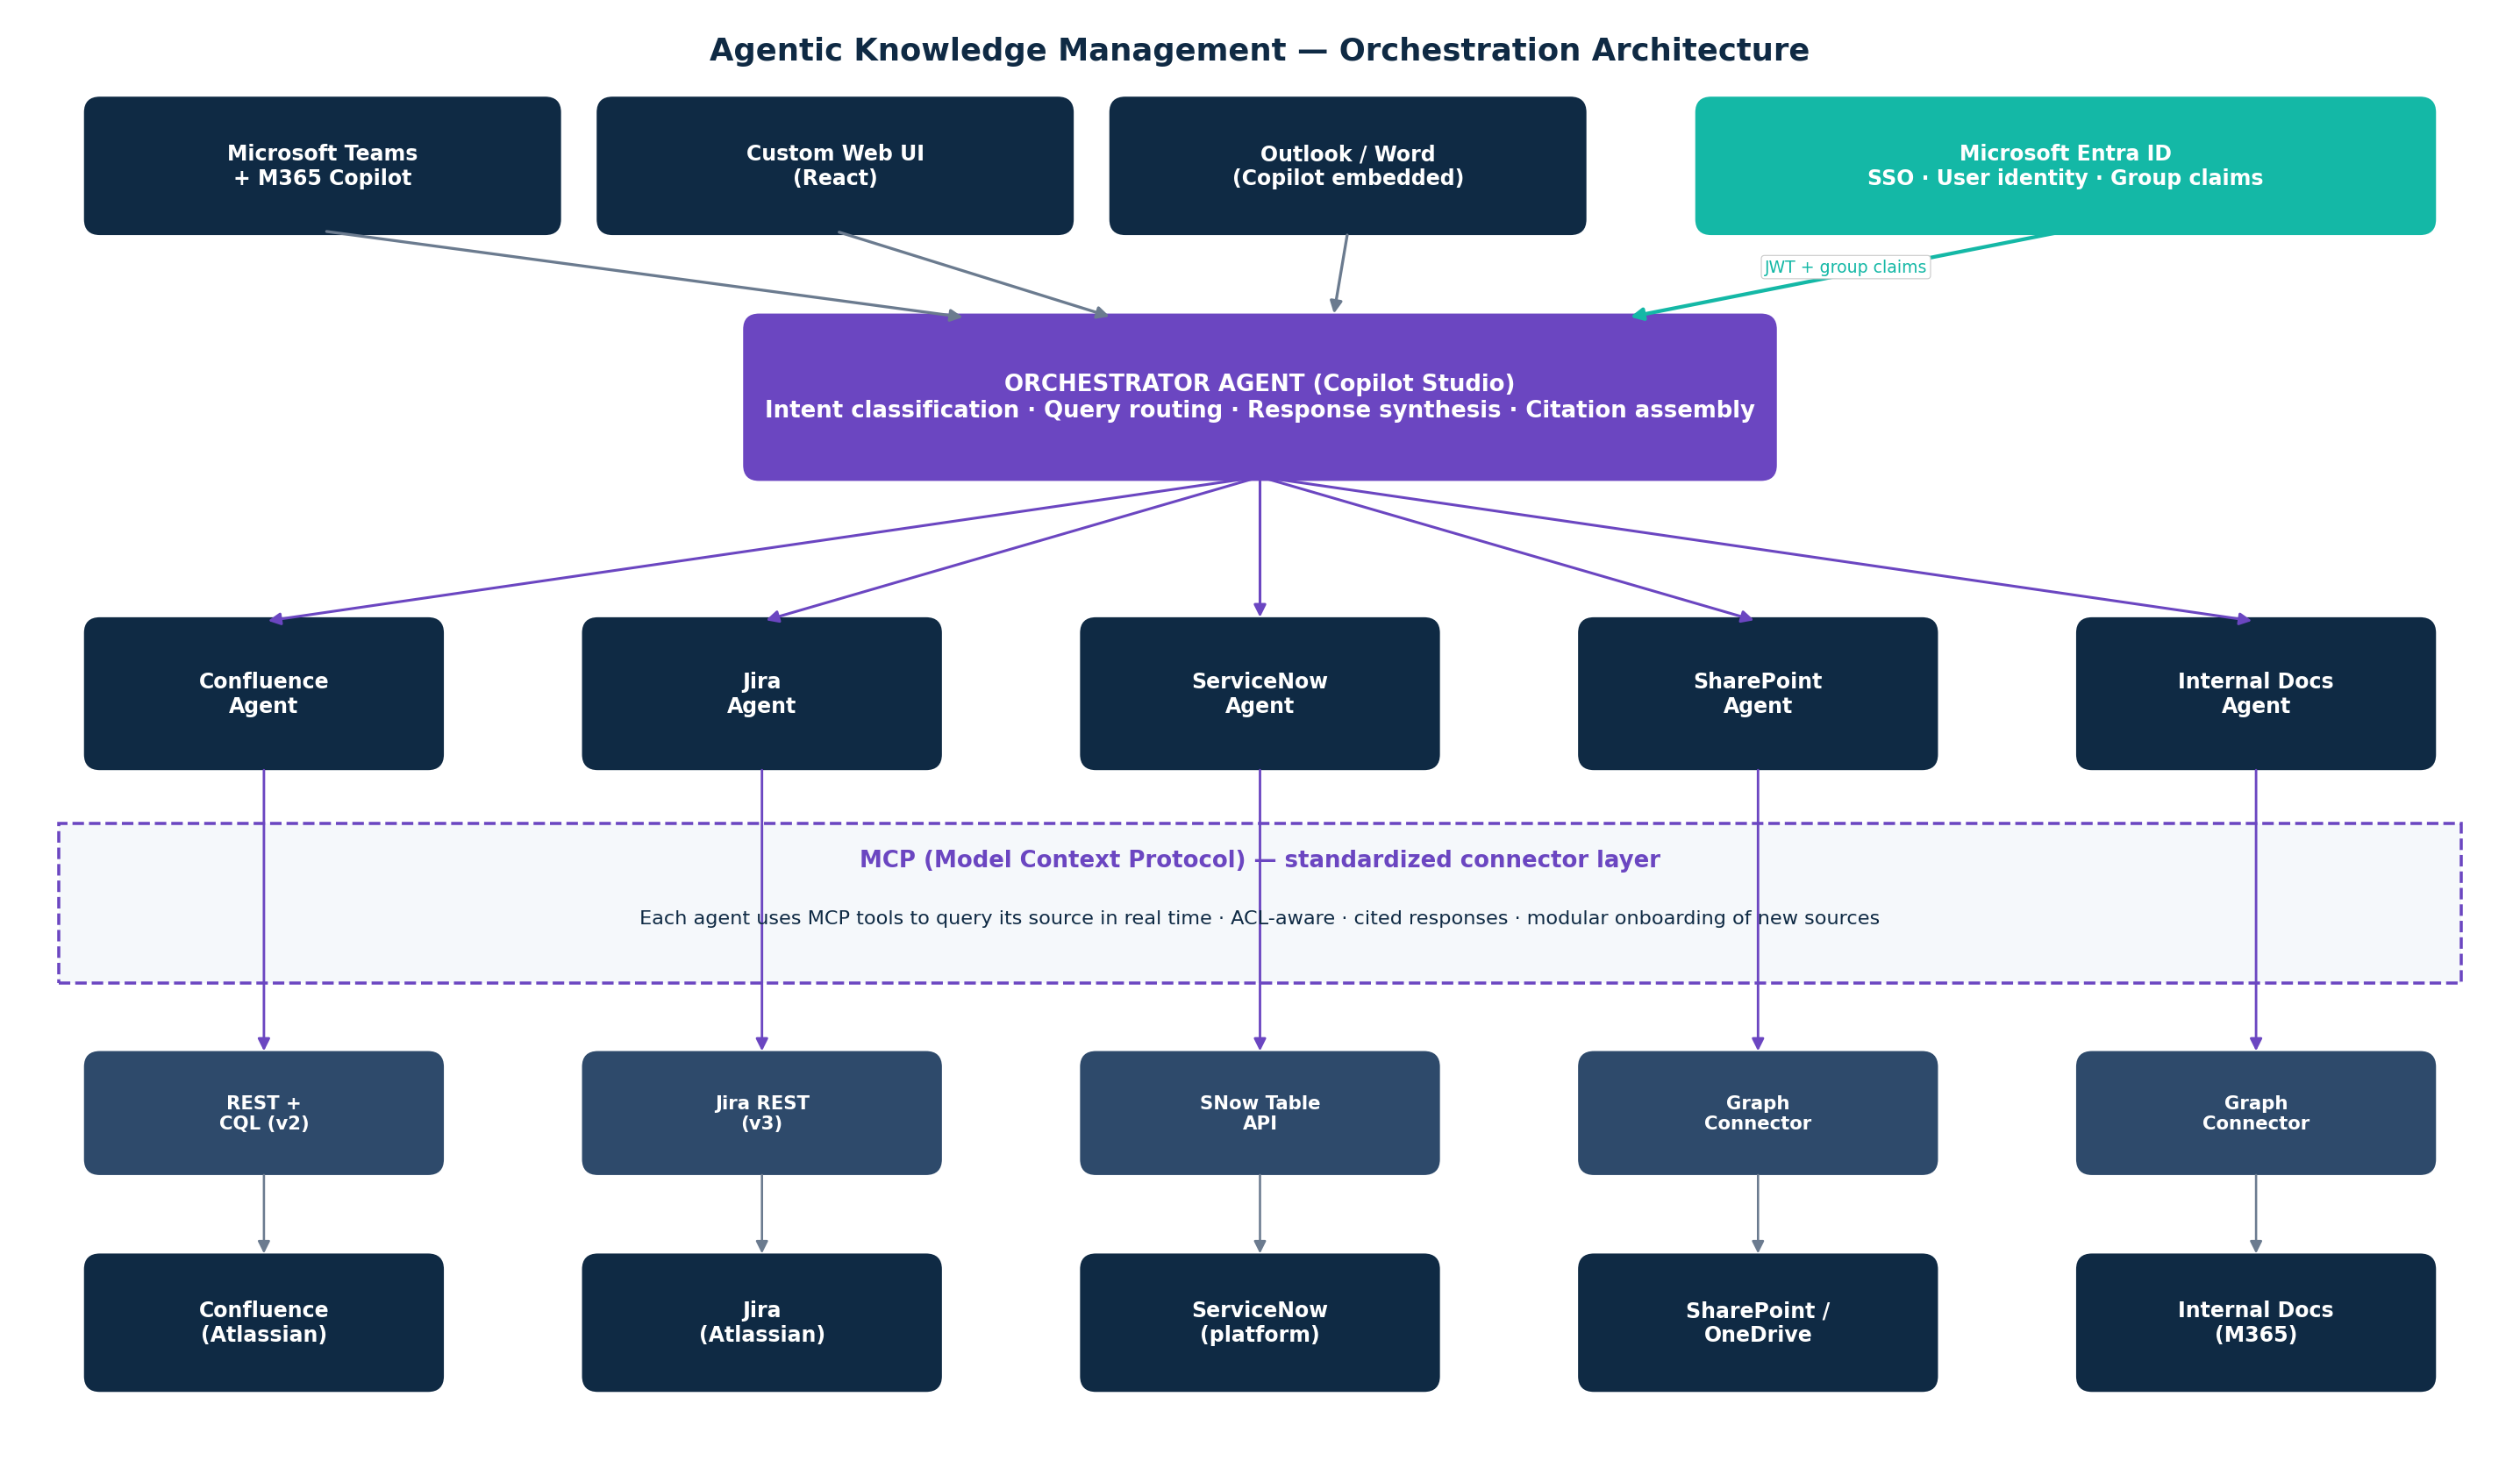 Agentic Knowledge Management — Orchestration Architecture
Microsoft Teams
+ M365 Copilot
Custom Web UI
(React)
Outlook / Word
(Copilot embedded)
Microsoft Entra ID
SSO · User identity · Group claims
JWT + group claims
ORCHESTRATOR AGENT (Copilot Studio)
Intent classification · Query routing · Response synthesis · Citation assembly
Confluence
Agent
Jira
Agent
ServiceNow
Agent
SharePoint
Agent
Internal Docs
Agent
MCP (Model Context Protocol) — standardized connector layer
Each agent uses MCP tools to query its source in real time · ACL-aware · cited responses · modular onboarding of new sources
REST +
CQL (v2)
Jira REST
(v3)
SNow Table
API
Graph
Connector
Graph
Connector
Confluence
(Atlassian)
Jira
(Atlassian)
ServiceNow
(platform)
SharePoint /
OneDrive
Internal Docs
(M365)